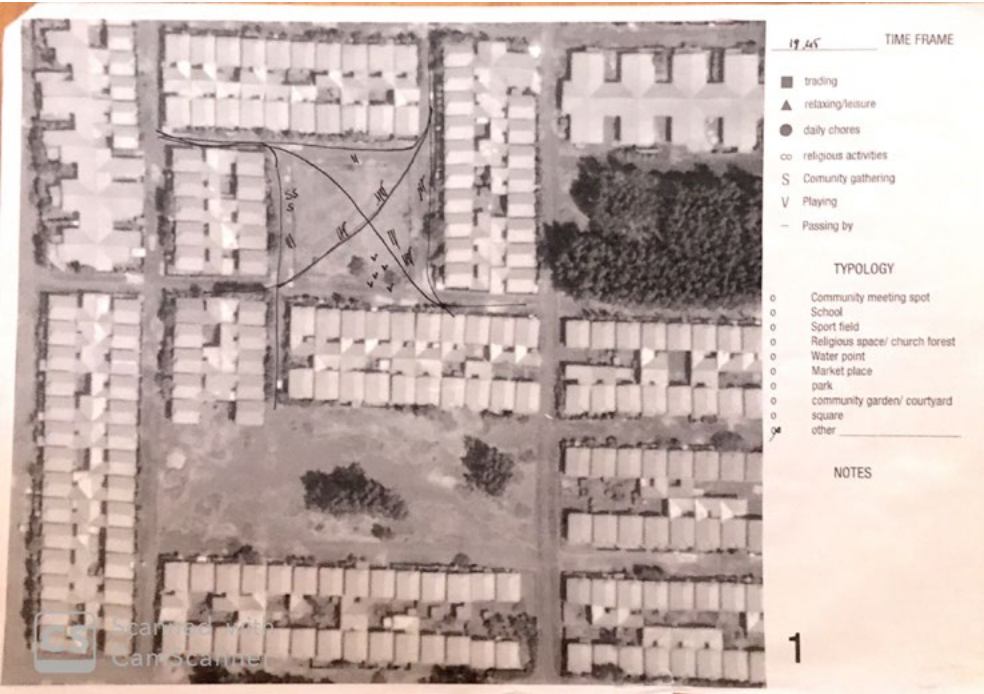 19.45 TIME FRAME
trading
relaxing/leisure
daily chores
co religious activities
S Comunity gathering
V Playing
– Passing by
TYPOLOGY
o Community meeting spot
o School
o Sport field
o Religious space/ church forest
o Water point
o Market place
o park
o community garden/ courtyard
o square
o other
NOTES
1
CS Scanned with
CamScanner